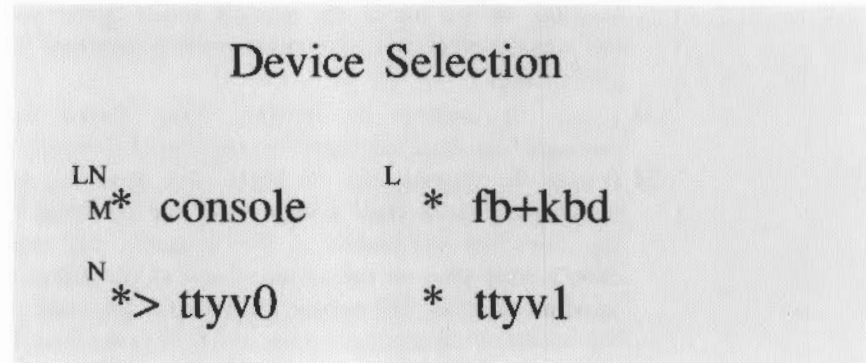 Device Selection
LN L
M* console * fb+kbd
N
*> ttyv0 * ttyv1